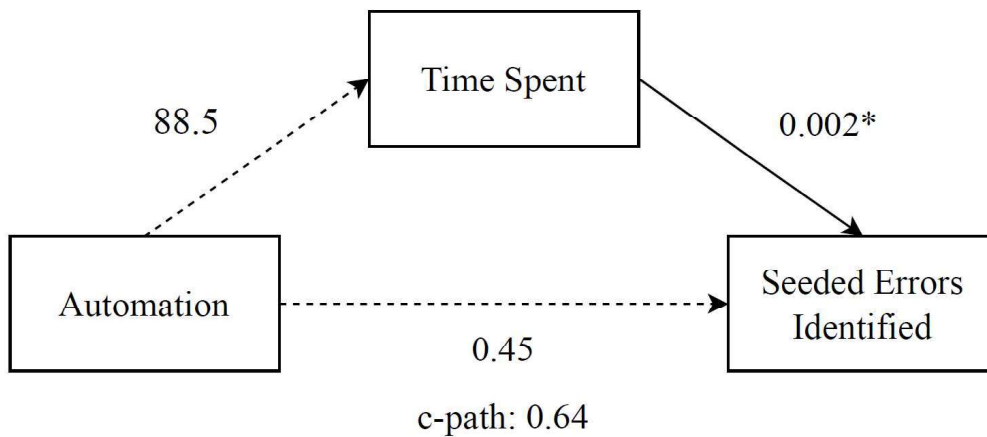 Time Spent
88.5
0.002*
Automation
Seeded Errors
Identified
0.45
c-path: 0.64